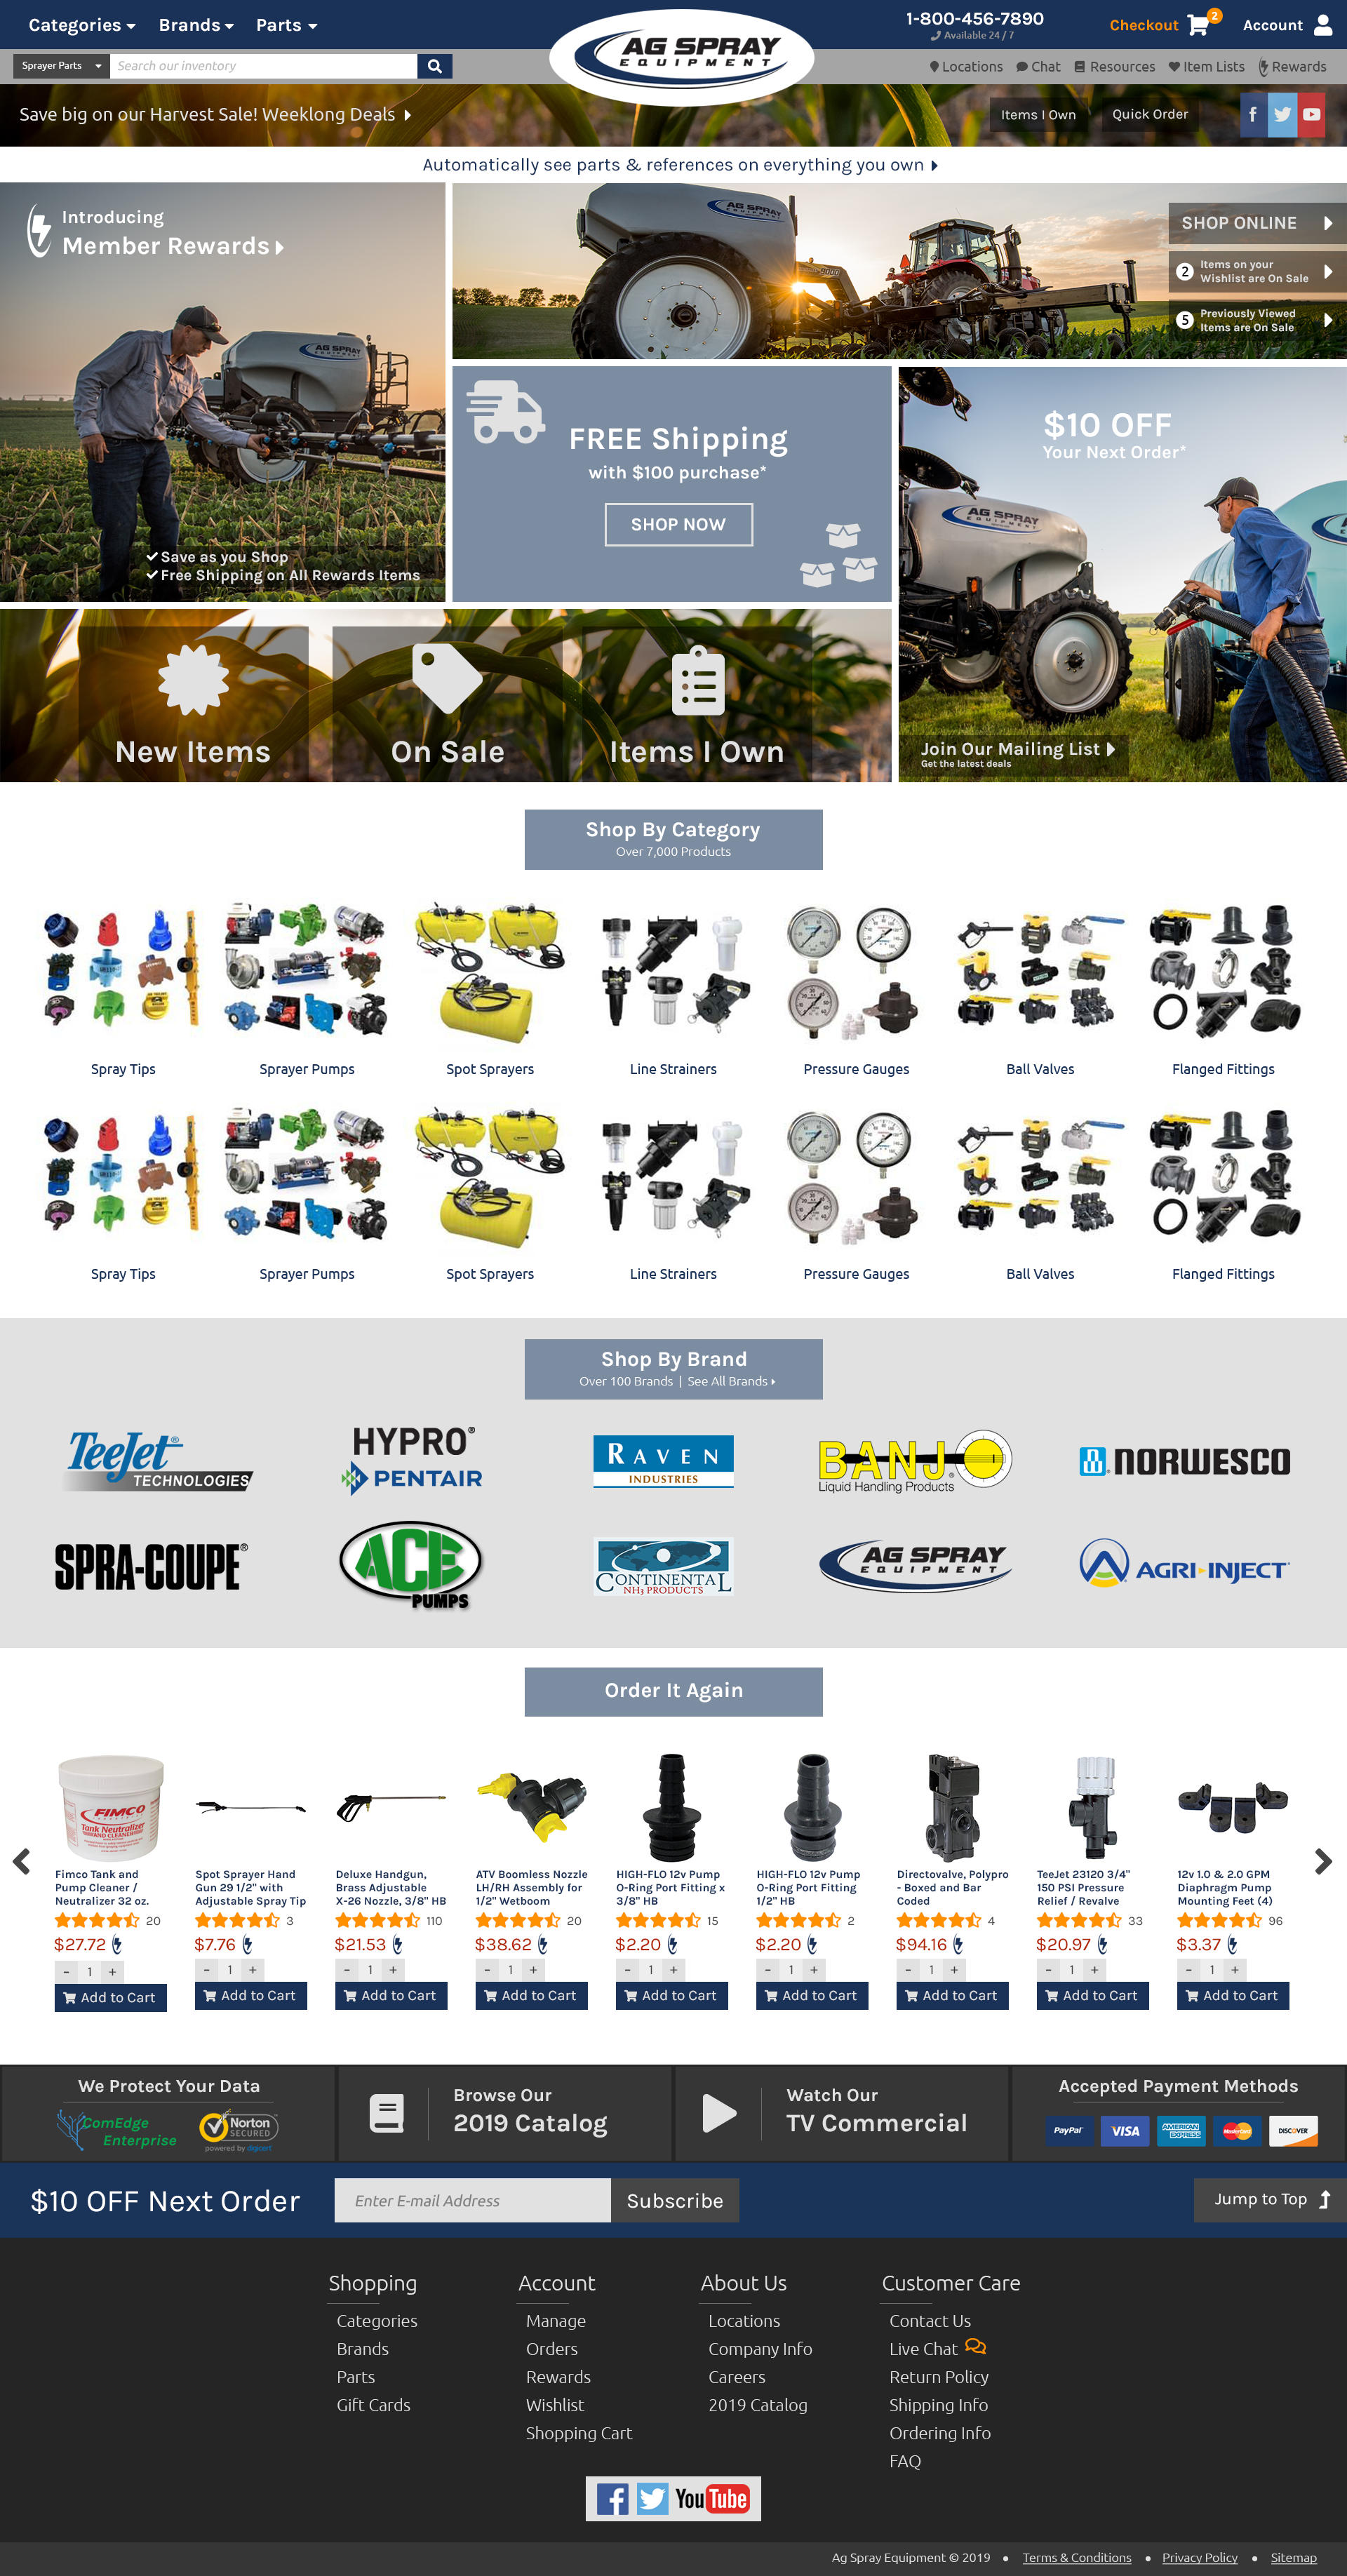 Categories Brands Parts
AG SPRAY
EQUIPMENT
1-800-456-7890
Available 24 / 7
Checkout 2
Account
Sprayer Parts
Search our inventory
Locations Chat Resources Item Lists Rewards
Save big on our Harvest Sale! Weeklong Deals
Items I Own
Quick Order
Automatically see parts & references on everything you own
Introducing
Member Rewards
AG SPRAY
EQUIPMENT
Save as you Shop
Free Shipping on All Rewards Items
AG SPRAY
EQUIPMENT
9000
SHOP ONLINE
2 Items on your
Wishlist are On Sale
5 Previously Viewed
Items are On Sale
FREE Shipping
with $100 purchase*
SHOP NOW
$10 OFF
Your Next Order*
AG SPRAY
EQUIPMENT
Join Our Mailing List
Get the latest deals
New Items
On Sale
Items I Own
Shop By Category
Over 7,000 Products
Spray Tips
Sprayer Pumps
Spot Sprayers
Line Strainers
Pressure Gauges
Ball Valves
Flanged Fittings
Spray Tips
Sprayer Pumps
Spot Sprayers
Line Strainers
Pressure Gauges
Ball Valves
Flanged Fittings
Shop By Brand
Over 100 Brands | See All Brands
TeeJet®
TECHNOLOGIES
HYPRO®
PENTAIR
RAVEN
INDUSTRIES
BANJO®
Liquid Handling Products
NORWESCO
SPRA-COUPE®
ACE
PUMPS
CONTINENTAL
NH3 PRODUCTS
AG SPRAY
EQUIPMENT
AGRI-INJECT
Order It Again
FIMCO
Tank Neutralizer
AND CLEANER
Fimco Tank and
Pump Cleaner /
Neutralizer 32 oz.
20
$27.72
- 1 +
Add to Cart
Spot Sprayer Hand
Gun 29 1/2" with
Adjustable Spray Tip
3
$7.76
- 1 +
Add to Cart
Deluxe Handgun,
Brass Adjustable
X-26 Nozzle, 3/8" HB
110
$21.53
- 1 +
Add to Cart
ATV Boomless Nozzle
LH/RH Assembly for
1/2" Wetboom
20
$38.62
- 1 +
Add to Cart
HIGH-FLO 12v Pump
O-Ring Port Fitting x
3/8" HB
15
$2.20
- 1 +
Add to Cart
HIGH-FLO 12v Pump
O-Ring Port Fitting
1/2" HB
2
$2.20
- 1 +
Add to Cart
Directovalve, Polypro
- Boxed and Bar
Coded
4
$94.16
- 1 +
Add to Cart
TeeJet 23120 3/4"
150 PSI Pressure
Relief / Revalve
33
$20.97
- 1 +
Add to Cart
12v 1.0 & 2.0 GPM
Diaphragm Pump
Mounting Feet (4)
96
$3.37
- 1 +
Add to Cart
We Protect Your Data
ComEdge
Enterprise
Norton
SECURED
powered by digicert
Browse Our
2019 Catalog
Watch Our
TV Commercial
Accepted Payment Methods
PayPal
VISA
AMERICAN
EXPRESS
MasterCard
DISCOVER
$10 OFF Next Order
Enter E-mail Address
Subscribe
Jump to Top
Shopping
Categories
Brands
Parts
Gift Cards
Account
Manage
Orders
Rewards
Wishlist
Shopping Cart
About Us
Locations
Company Info
Careers
2019 Catalog
Customer Care
Contact Us
Live Chat
Return Policy
Shipping Info
Ordering Info
FAQ
YouTube
Ag Spray Equipment © 2019 • Terms & Conditions • Privacy Policy • Sitemap